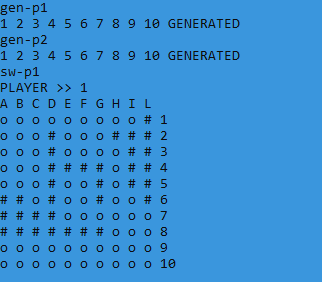 gen-p1
1 2 3 4 5 6 7 8 9 10 GENERATED
gen-p2
1 2 3 4 5 6 7 8 9 10 GENERATED
sw-p1
PLAYER >> 1
A B C D E F G H I L
o o o o o o o o o # 1
o o o # o o o # # # 2
o o o # o o o o # # 3
o o o # # # # o # # 4
o o o # o o # o # # 5
# # o # o o # o o # 6
# # # # o o o o o o 7
# # # # # # # o o o 8
o o o o o o o o o o 9
o o o o o o o o o o 10